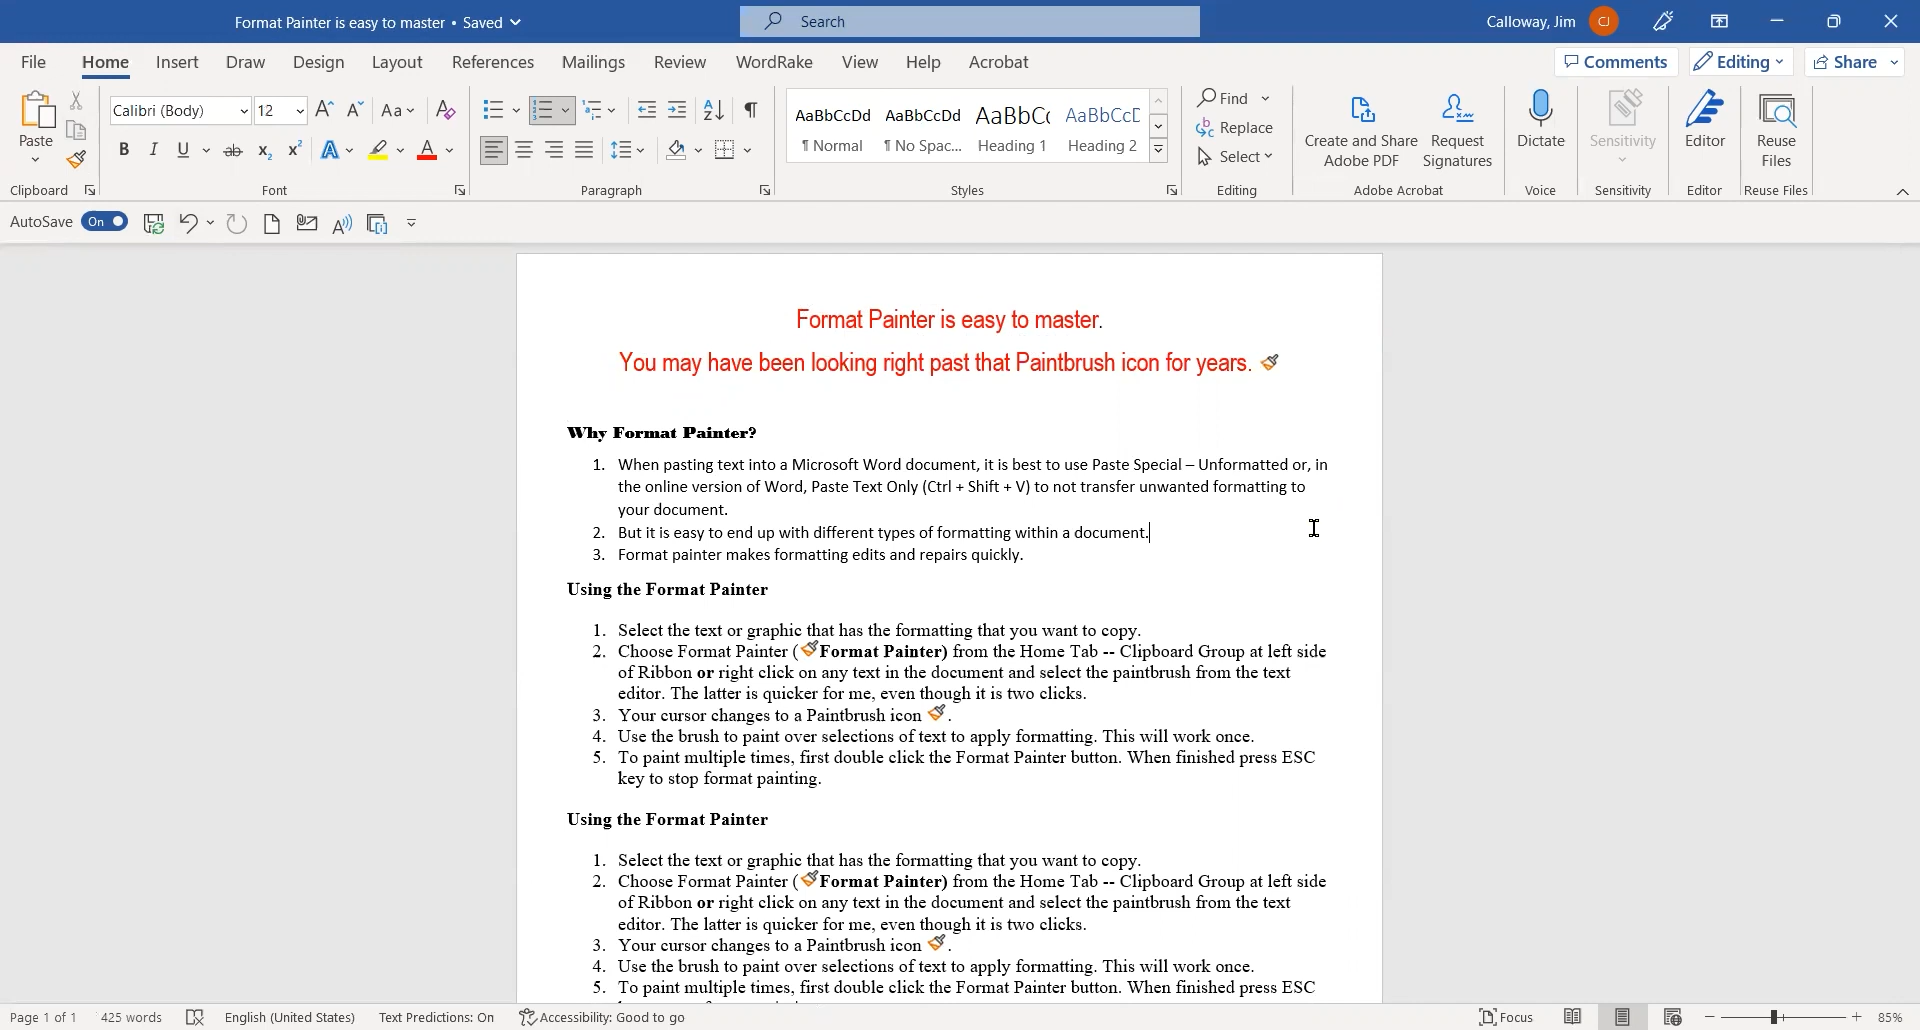 Format Painter is easy to master • Saved
Search
Calloway, Jim CJ
File Home Insert Draw Design Layout References Mailings Review WordRake View Help Acrobat
Comments Editing Share
Paste
Calibri (Body) 12 Aa
AaBbCcDd AaBbCcDd AaBbCc AaBbCcE
¶ Normal ¶ No Spac... Heading 1 Heading 2
Find
Replace
Select
Create and Share Adobe PDF
Request Signatures
Dictate
Sensitivity
Editor
Reuse Files
Clipboard Font Paragraph Styles Editing Adobe Acrobat Voice Sensitivity Editor Reuse Files
AutoSave On
Format Painter is easy to master.
You may have been looking right past that Paintbrush icon for years.
Why Format Painter?
1. When pasting text into a Microsoft Word document, it is best to use Paste Special – Unformatted or, in
the online version of Word, Paste Text Only (Ctrl + Shift + V) to not transfer unwanted formatting to
your document.
2. But it is easy to end up with different types of formatting within a document.
3. Format painter makes formatting edits and repairs quickly.
Using the Format Painter
1. Select the text or graphic that has the formatting that you want to copy.
2. Choose Format Painter (Format Painter) from the Home Tab -- Clipboard Group at left side
of Ribbon or right click on any text in the document and select the paintbrush from the text
editor. The latter is quicker for me, even though it is two clicks.
3. Your cursor changes to a Paintbrush icon .
4. Use the brush to paint over selections of text to apply formatting. This will work once.
5. To paint multiple times, first double click the Format Painter button. When finished press ESC
key to stop format painting.
Using the Format Painter
1. Select the text or graphic that has the formatting that you want to copy.
2. Choose Format Painter (Format Painter) from the Home Tab -- Clipboard Group at left side
of Ribbon or right click on any text in the document and select the paintbrush from the text
editor. The latter is quicker for me, even though it is two clicks.
3. Your cursor changes to a Paintbrush icon .
4. Use the brush to paint over selections of text to apply formatting. This will work once.
5. To paint multiple times, first double click the Format Painter button. When finished press ESC
Page 1 of 1 425 words English (United States) Text Predictions: On Accessibility: Good to go Focus 85%